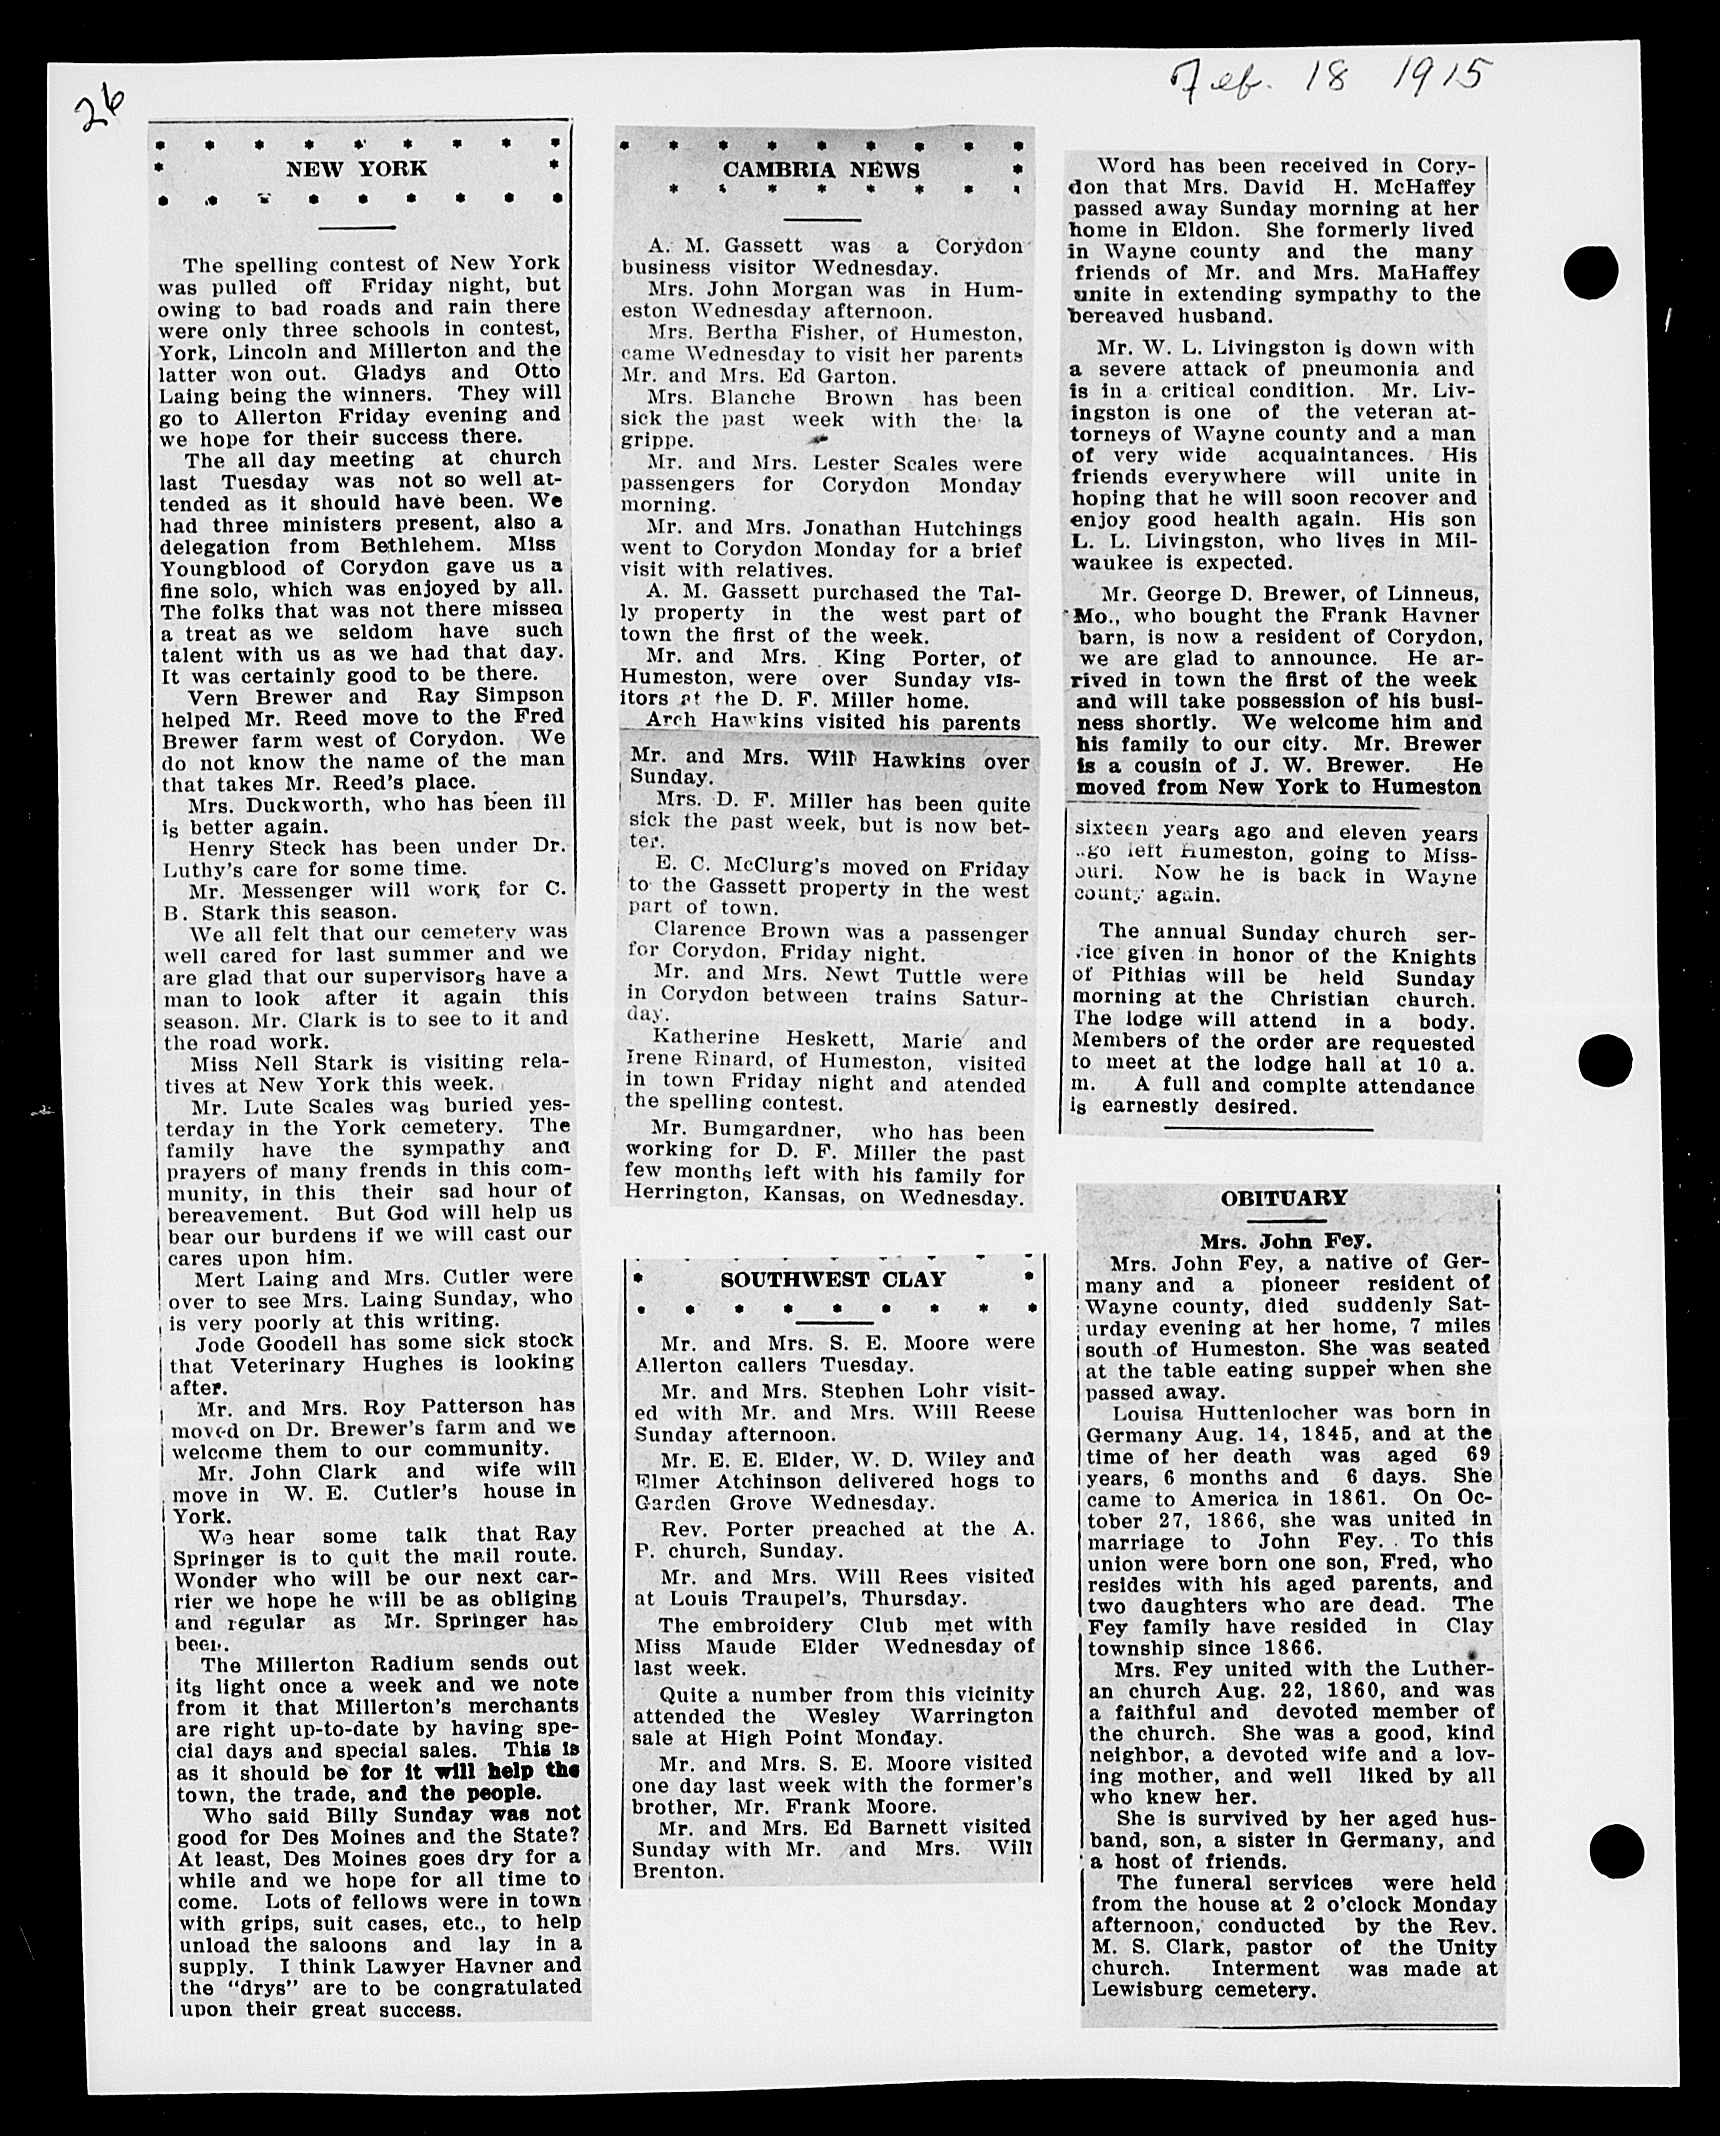 26
Feb. 18 1915
NEW YORK
The spelling contest of New York
was pulled off Friday night, but
owing to bad roads and rain there
were only three schools in contest,
York, Lincoln and Millerton and the
latter won out. Gladys and Otto
Laing being the winners. They will
go to Allerton Friday evening and
we hope for their success there.
The all day meeting at church
last Tuesday was not so well at-
tended as it should have been. We
had three ministers present, also a
delegation from Bethlehem. Miss
Youngblood of Corydon gave us a
fine solo, which was enjoyed by all.
The folks that was not there missed
a treat as we seldom have such
talent with us as we had that day.
It was certainly good to be there.
Vern Brewer and Ray Simpson
helped Mr. Reed move to the Fred
Brewer farm west of Corydon. We
do not know the name of the man
that takes Mr. Reed's place.
Mrs. Duckworth, who has been ill
is better again.
Henry Steck has been under Dr.
Luthy's care for some time.
Mr. Messenger will work for C.
B. Stark this season.
We all felt that our cemetery was
well cared for last summer and we
are glad that our supervisors have a
man to look after it again this
season. Mr. Clark is to see to it and
the road work.
Miss Nell Stark is visiting rela-
tives at New York this week.
Mr. Lute Scales was buried yes-
terday in the York cemetery. The
family have the sympathy and
prayers of many frends in this com-
munity, in this their sad hour of
bereavement. But God will help us
bear our burdens if we will cast our
cares upon him.
Mert Laing and Mrs. Cutler were
over to see Mrs. Laing Sunday, who
is very poorly at this writing.
Jode Goodell has some sick stock
that Veterinary Hughes is looking
after.
Mr. and Mrs. Roy Patterson has
moved on Dr. Brewer's farm and we
welcome them to our community.
Mr. John Clark and wife will
move in W. E. Cutler's house in
York.
We hear some talk that Ray
Springer is to quit the mail route.
Wonder who will be our next car-
rier we hope he will be as obliging
and regular as Mr. Springer has
been.
The Millerton Radium sends out
its light once a week and we note
from it that Millerton's merchants
are right up-to-date by having spe-
cial days and special sales. This is
as it should be for it will help the
town, the trade, and the people.
Who said Billy Sunday was not
good for Des Moines and the State?
At least, Des Moines goes dry for a
while and we hope for all time to
come. Lots of fellows were in town
with grips, suit cases, etc., to help
unload the saloons and lay in a
supply. I think Lawyer Havner and
the "drys" are to be congratulated
upon their great success.
CAMBRIA NEWS
A. M. Gassett was a Corydon
business visitor Wednesday.
Mrs. John Morgan was in Hum-
eston Wednesday afternoon.
Mrs. Bertha Fisher, of Humeston,
came Wednesday to visit her parents
Mr. and Mrs. Ed Garton.
Mrs. Blanche Brown has been
sick the past week with the la
grippe.
Mr. and Mrs. Lester Scales were
passengers for Corydon Monday
morning.
Mr. and Mrs. Jonathan Hutchings
went to Corydon Monday for a brief
visit with relatives.
A. M. Gassett purchased the Tal-
ly property in the west part of
town the first of the week.
Mr. and Mrs. King Porter, of
Humeston, were over Sunday vis-
itors at the D. F. Miller home.
Arch Hawkins visited his parents
Mr. and Mrs. Will Hawkins over
Sunday.
Mrs. D. F. Miller has been quite
sick the past week, but is now bet-
ter.
E. C. McClurg's moved on Friday
to the Gassett property in the west
part of town.
Clarence Brown was a passenger
for Corydon, Friday night.
Mr. and Mrs. Newt Tuttle were
in Corydon between trains Satur-
day.
Katherine Heskett, Marie and
Irene Rinard, of Humeston, visited
in town Friday night and atended
the spelling contest.
Mr. Bumgardner, who has been
working for D. F. Miller the past
few months left with his family for
Herrington, Kansas, on Wednesday.
SOUTHWEST CLAY
Mr. and Mrs. S. E. Moore were
Allerton callers Tuesday.
Mr. and Mrs. Stephen Lohr visit-
ed with Mr. and Mrs. Will Reese
Sunday afternoon.
Mr. E. E. Elder, W. D. Wiley and
Elmer Atchinson delivered hogs to
Garden Grove Wednesday.
Rev. Porter preached at the A.
P. church, Sunday.
Mr. and Mrs. Will Rees visited
at Louis Traupel's, Thursday.
The embroidery Club met with
Miss Maude Elder Wednesday of
last week.
Quite a number from this vicinity
attended the Wesley Warrington
sale at High Point Monday.
Mr. and Mrs. S. E. Moore visited
one day last week with the former's
brother, Mr. Frank Moore.
Mr. and Mrs. Ed Barnett visited
Sunday with Mr. and Mrs. Will
Brenton.
Word has been received in Cory-
don that Mrs. David H. McHaffey
passed away Sunday morning at her
home in Eldon. She formerly lived
in Wayne county and the many
friends of Mr. and Mrs. MaHaffey
unite in extending sympathy to the
bereaved husband.
Mr. W. L. Livingston is down with
a severe attack of pneumonia and
is in a critical condition. Mr. Liv-
ingston is one of the veteran at-
torneys of Wayne county and a man
of very wide acquaintances. His
friends everywhere will unite in
hoping that he will soon recover and
enjoy good health again. His son
L. L. Livingston, who lives in Mil-
waukee is expected.
Mr. George D. Brewer, of Linneus,
Mo., who bought the Frank Havner
barn, is now a resident of Corydon,
we are glad to announce. He ar-
rived in town the first of the week
and will take possession of his busi-
ness shortly. We welcome him and
his family to our city. Mr. Brewer
is a cousin of J. W. Brewer. He
moved from New York to Humeston
sixteen years ago and eleven years
ago left Humeston, going to Miss-
ouri. Now he is back in Wayne
county again.
The annual Sunday church ser-
vice given in honor of the Knights
of Pithias will be held Sunday
morning at the Christian church.
The lodge will attend in a body.
Members of the order are requested
to meet at the lodge hall at 10 a.
m. A full and complte attendance
is earnestly desired.
OBITUARY
Mrs. John Fey.
Mrs. John Fey, a native of Ger-
many and a pioneer resident of
Wayne county, died suddenly Sat-
urday evening at her home, 7 miles
south of Humeston. She was seated
at the table eating supper when she
passed away.
Louisa Huttenlocher was born in
Germany Aug. 14, 1845, and at the
time of her death was aged 69
years, 6 months and 6 days. She
came to America in 1861. On Oc-
tober 27, 1866, she was united in
marriage to John Fey. To this
union were born one son, Fred, who
resides with his aged parents, and
two daughters who are dead. The
Fey family have resided in Clay
township since 1866.
Mrs. Fey united with the Luther-
an church Aug. 22, 1860, and was
a faithful and devoted member of
the church. She was a good, kind
neighbor, a devoted wife and a lov-
ing mother, and well liked by all
who knew her.
She is survived by her aged hus-
band, son, a sister in Germany, and
a host of friends.
The funeral services were held
from the house at 2 o'clock Monday
afternoon, conducted by the Rev.
M. S. Clark, pastor of the Unity
church. Interment was made at
Lewisburg cemetery.